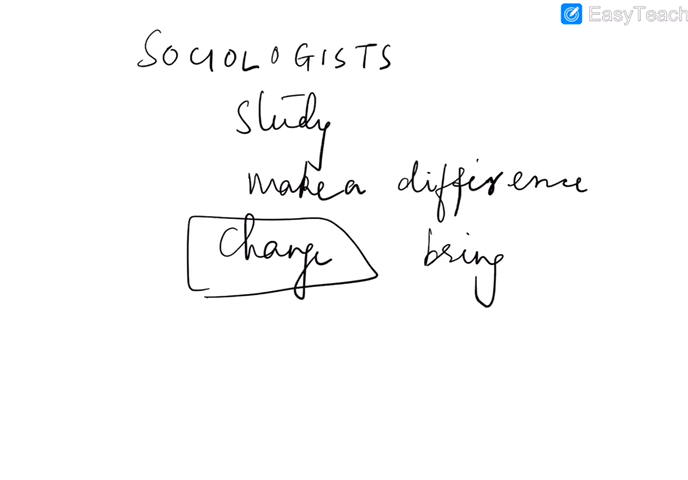 EasyTeach
SOCIOLOGISTS
study
make a difference
change bring